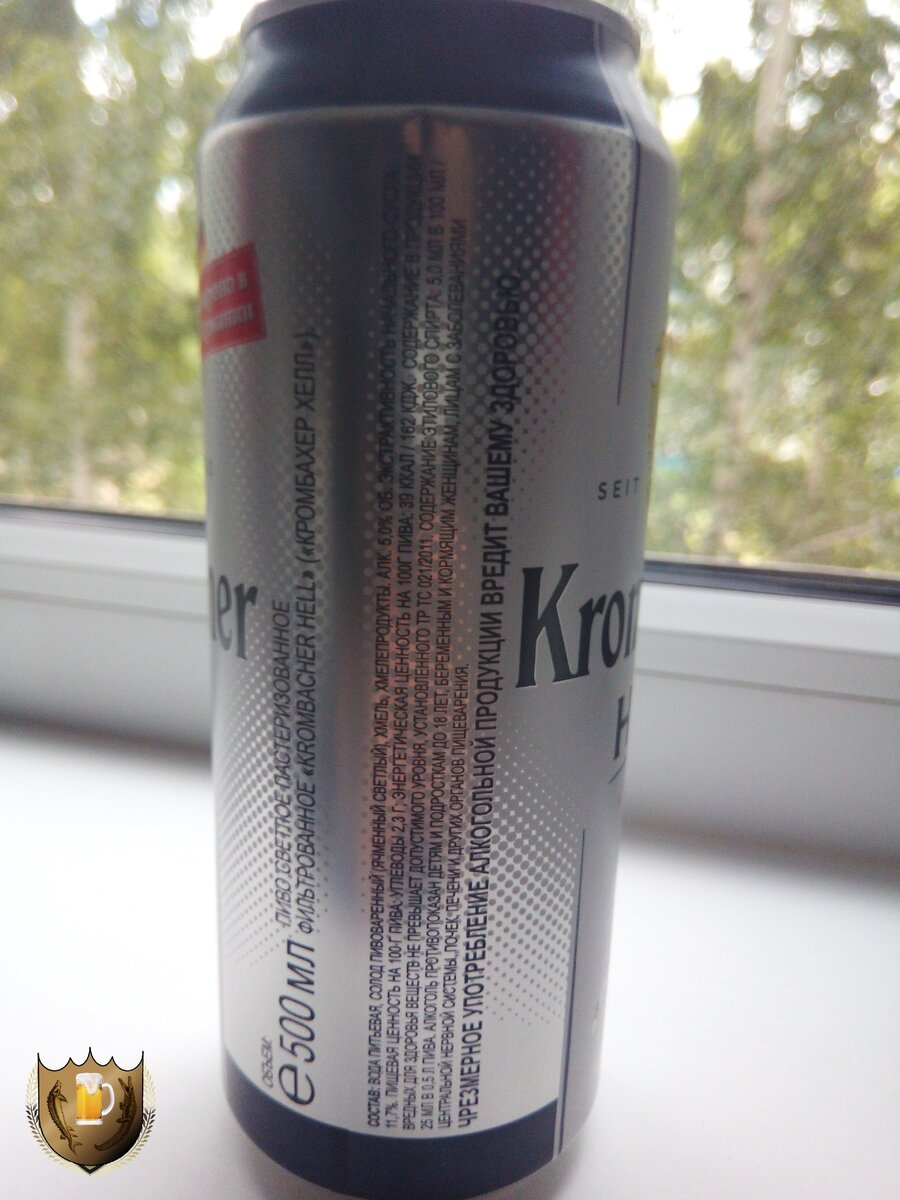 ОБЪЕМ:
℮ 500 МЛ
ПИВО СВЕТЛОЕ ПАСТЕРИЗОВАННОЕ
ФИЛЬТРОВАННОЕ «KROMBACHER HELL» («КРОМБАХЕР ХЕЛЛ»).
СОСТАВ: ВОДА ПИТЬЕВАЯ, СОЛОД ПИВОВАРЕННЫЙ (ЯЧМЕННЫЙ СВЕТЛЫЙ), ХМЕЛЬ, ХМЕЛЕПРОДУКТЫ. АЛК. 5.0% ОБ. ЭКСТРАКТИВНОСТЬ НАЧАЛЬНОГО СУСЛА:
11,7%. ПИЩЕВАЯ ЦЕННОСТЬ НА 100 Г ПИВА: УГЛЕВОДЫ 2,3 Г; ЭНЕРГЕТИЧЕСКАЯ ЦЕННОСТЬ НА 100Г ПИВА: 39 ККАЛ / 162 КДЖ. СОДЕРЖАНИЕ В ПРОДУКЦИИ
ВРЕДНЫХ ДЛЯ ЗДОРОВЬЯ ВЕЩЕСТВ НЕ ПРЕВЫШАЕТ ДОПУСТИМОГО УРОВНЯ, УСТАНОВЛЕННОГО ТР ТС 021/2011. СОДЕРЖАНИЕ ЭТИЛОВОГО СПИРТА: 5.0 МЛ В 100 МЛ /
25 МЛ В 0,5 Л ПИВА. АЛКОГОЛЬ ПРОТИВОПОКАЗАН ДЕТЯМ И ПОДРОСТКАМ ДО 18 ЛЕТ, БЕРЕМЕННЫМ И КОРМЯЩИМ ЖЕНЩИНАМ, ЛИЦАМ С ЗАБОЛЕВАНИЯМИ
ЦЕНТРАЛЬНОЙ НЕРВНОЙ СИСТЕМЫ, ПОЧЕК, ПЕЧЕНИ И ДРУГИХ ОРГАНОВ ПИЩЕВАРЕНИЯ.
ЧРЕЗМЕРНОЕ УПОТРЕБЛЕНИЕ АЛКОГОЛЬНОЙ ПРОДУКЦИИ ВРЕДИТ ВАШЕМУ ЗДОРОВЬЮ
her
SEIT
Krom
H